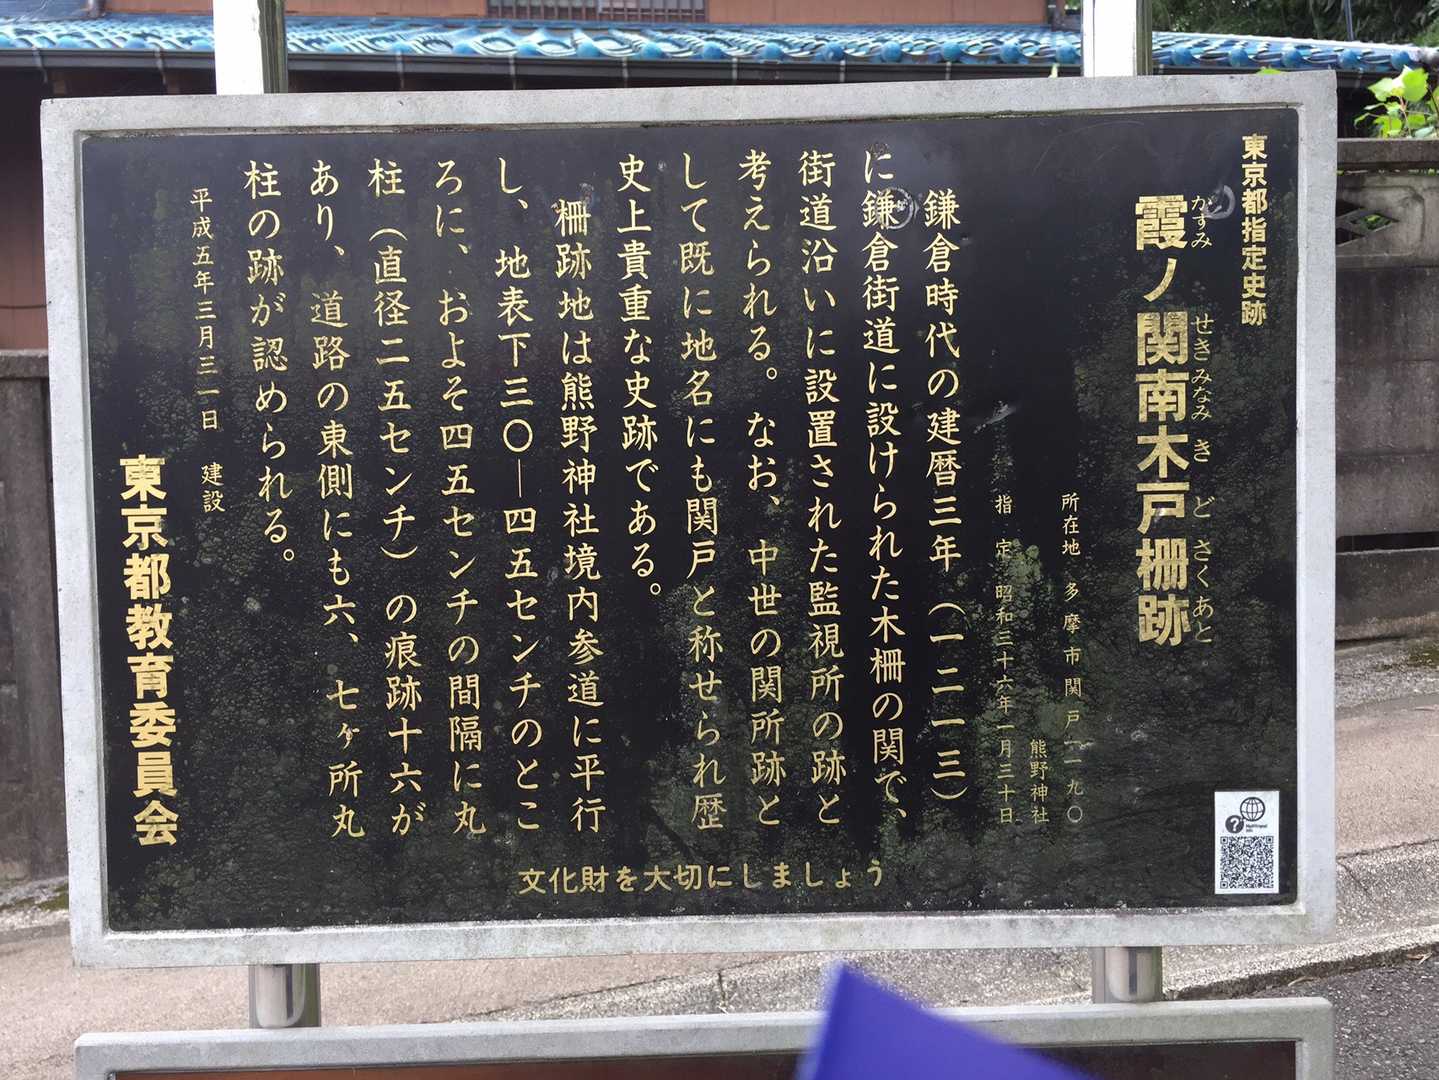 東京都指定史跡
霞ノ関南木戸柵跡
かすみ せき みなみ き ど さく あと
所在地 多摩市関戸一一九〇
熊野神社
指定 昭和三十六年一月三十日
鎌倉時代の建暦三年(一二一三)
に鎌倉街道に設けられた木柵の関で、
街道沿いに設置された監視所の跡と
考えられる。なお、中世の関所跡と
して既に地名にも関戸と称せられ歴
史上貴重な史跡である。
柵跡地は熊野神社境内参道に平行
し、地表下三〇―四五センチのとこ
ろに、およそ四五センチの間隔に丸
柱(直径二五センチ)の痕跡十六が
あり、道路の東側にも六、七ヶ所丸
柱の跡が認められる。
平成五年三月三一日 建設
東京都教育委員会
文化財を大切にしましょう